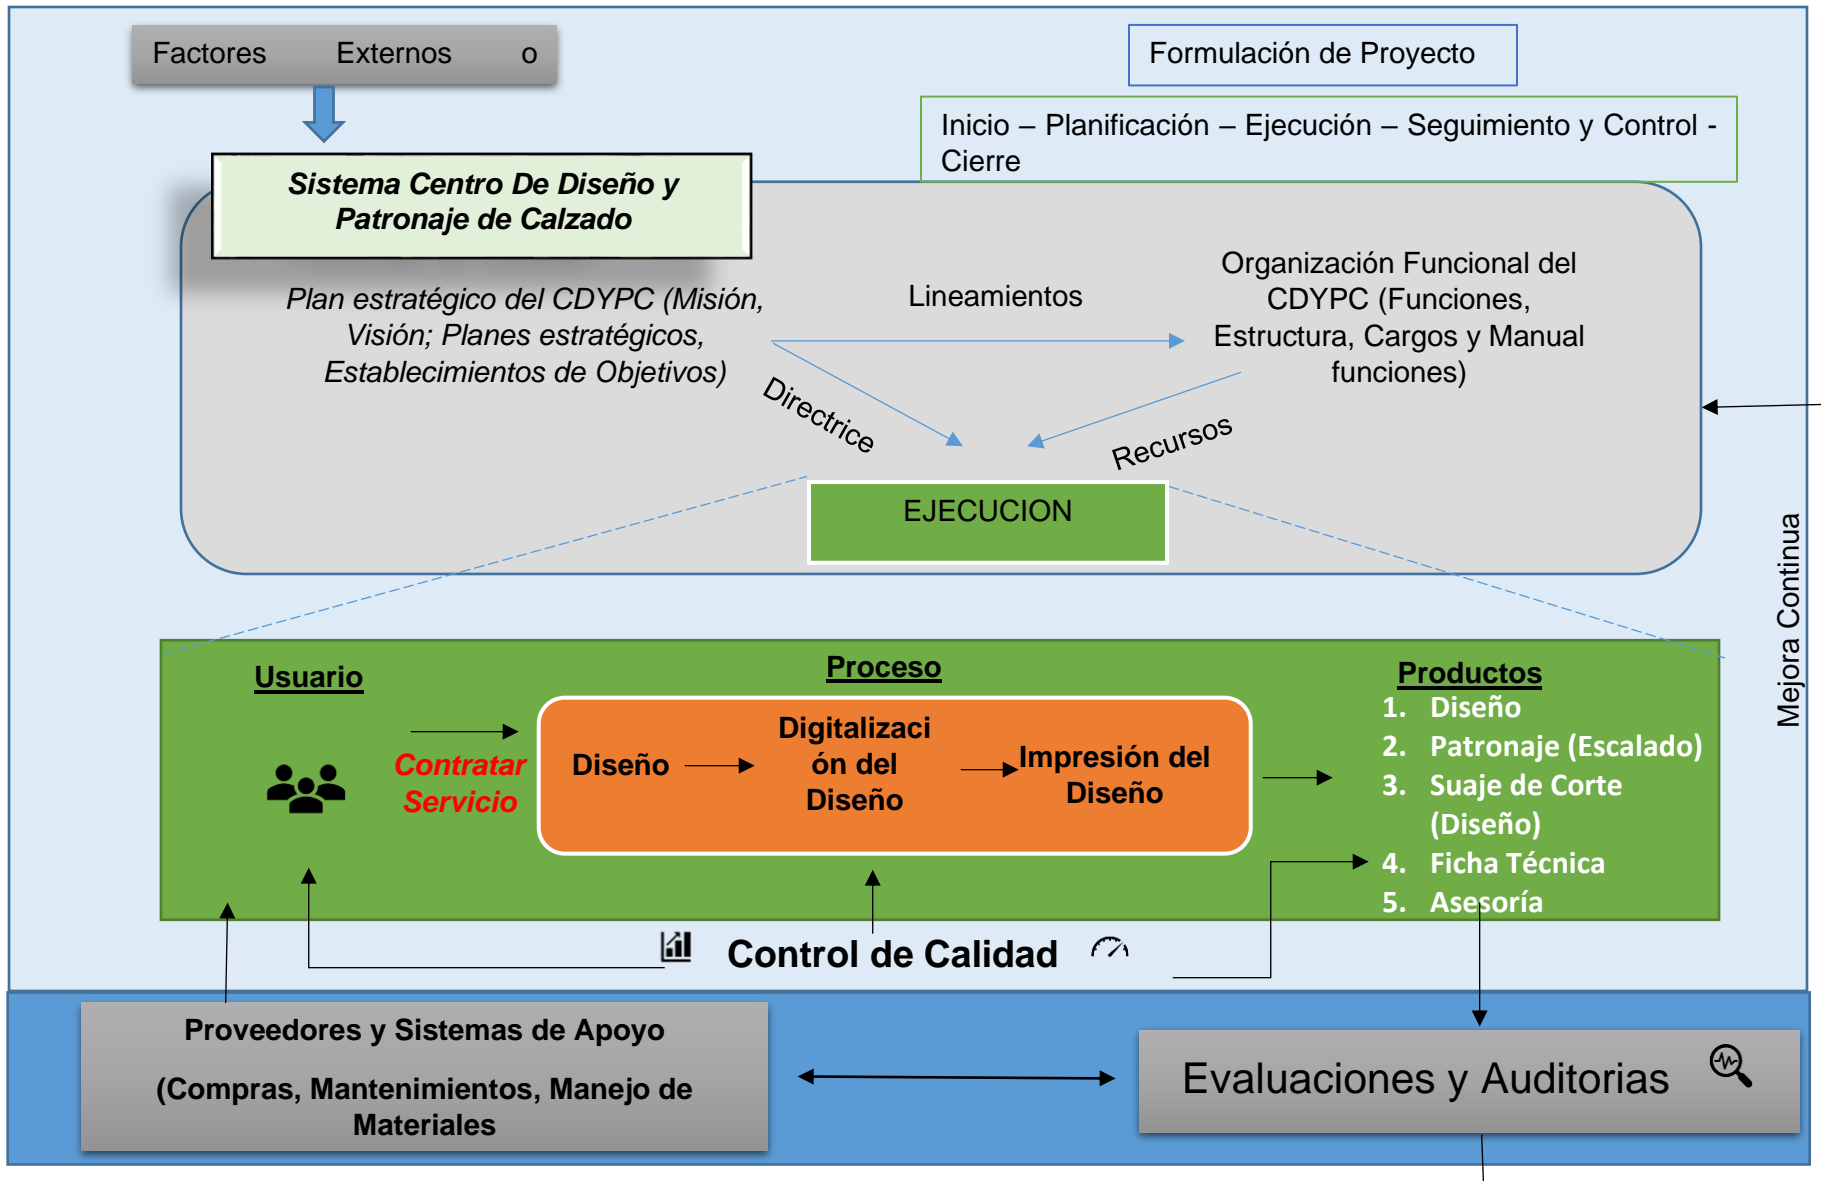 Factores Externos o
Formulación de Proyecto
Inicio – Planificación – Ejecución – Seguimiento y Control -
Cierre
Sistema Centro De Diseño y
Patronaje de Calzado
Plan estratégico del CDYPC (Misión,
Visión; Planes estratégicos,
Establecimientos de Objetivos)
Lineamientos
Organización Funcional del
CDYPC (Funciones,
Estructura, Cargos y Manual
funciones)
Directrice
Recursos
EJECUCION
Mejora Continua
Usuario
Contratar
Servicio
Proceso
Diseño
Digitalizaci
ón del
Diseño
Impresión del
Diseño
Productos
1. Diseño
2. Patronaje (Escalado)
3. Suaje de Corte
(Diseño)
4. Ficha Técnica
5. Asesoría
Control de Calidad
Proveedores y Sistemas de Apoyo
(Compras, Mantenimientos, Manejo de
Materiales
Evaluaciones y Auditorias